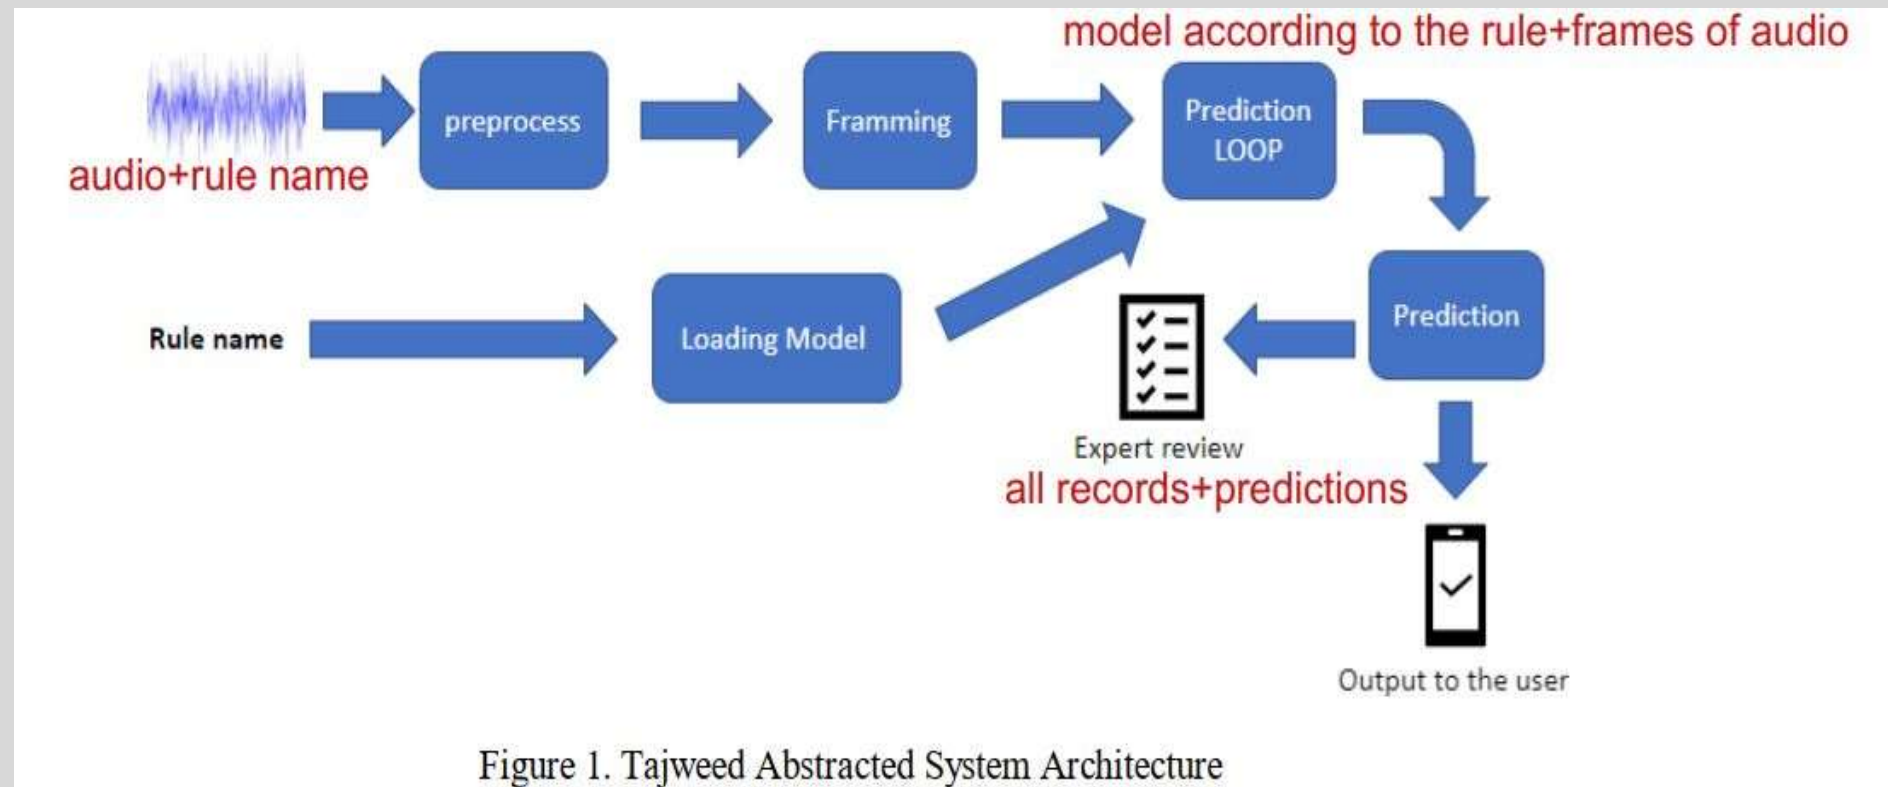 model according to the rule+frames of audio
preprocess
Framming
Prediction
LOOP
audio+rule name
Rule name
Loading Model
Prediction
Expert review
all records+predictions
Output to the user
Figure 1. Tajweed Abstracted System Architecture